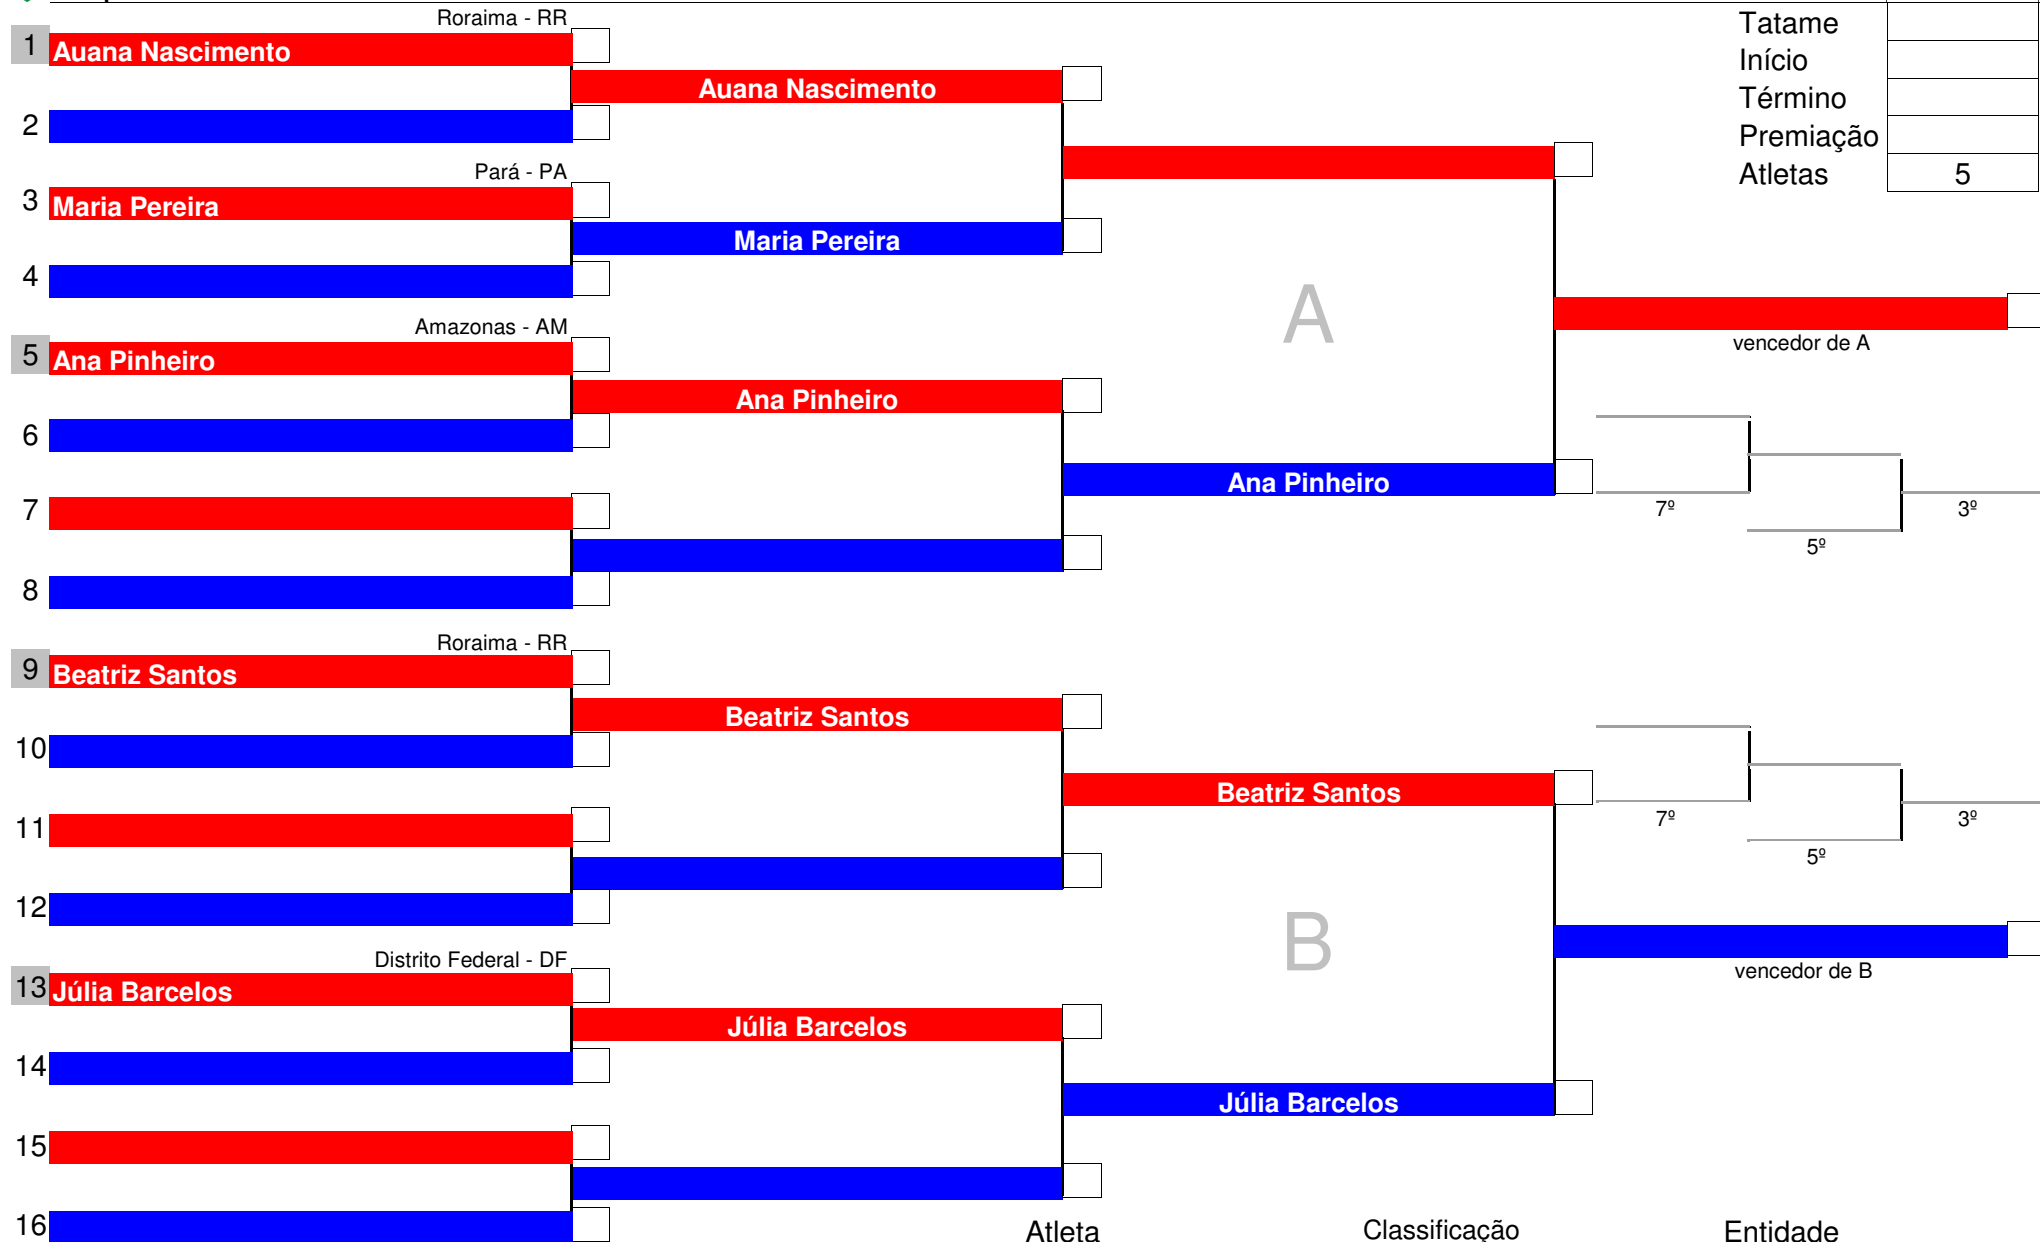 Roraima - RR
Tatame
1 Auana Nascimento
Início
Auana Nascimento
Término
2
Premiação
Pará - PA
Atletas 5
3 Maria Pereira
Maria Pereira
4
A
Amazonas - AM
vencedor de A
5 Ana Pinheiro
Ana Pinheiro
6
Ana Pinheiro
7
7º 3º
5º
8
Roraima - RR
9 Beatriz Santos
Beatriz Santos
10
Beatriz Santos
11
7º 3º
5º
12
B
Distrito Federal - DF
vencedor de B
13 Júlia Barcelos
Júlia Barcelos
14
Júlia Barcelos
15
16
Atleta Classificação Entidade